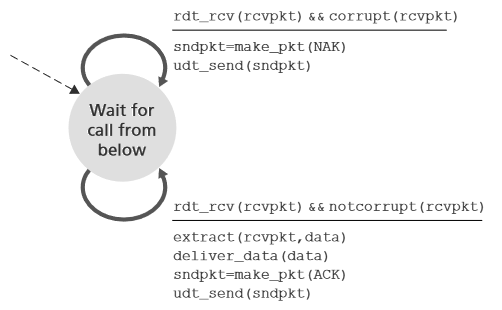 rdt_rcv(rcvpkt) && corrupt(rcvpkt)
sndpkt=make_pkt(NAK)
udt_send(sndpkt)
Wait for
call from
below
rdt_rcv(rcvpkt) && notcorrupt(rcvpkt)
extract(rcvpkt,data)
deliver_data(data)
sndpkt=make_pkt(ACK)
udt_send(sndpkt)